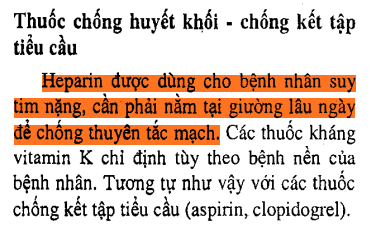 Thuốc chống huyết khối - chống kết tập
tiểu cầu
Heparin được dùng cho bệnh nhân suy
tim nặng, cần phải nằm tại giường lâu ngày
để chống thuyên tắc mạch. Các thuốc kháng
vitamin K chỉ định tùy theo bệnh nền của
bệnh nhân. Tương tự như vậy với các thuốc
chống kết tập tiểu cầu (aspirin, clopidogrel).